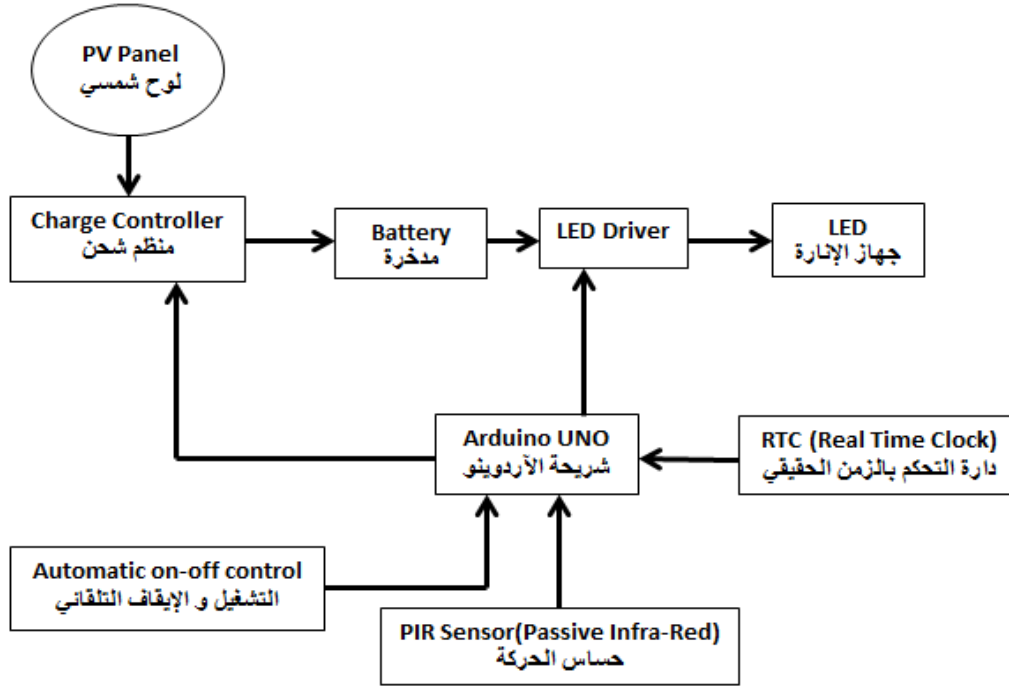 PV Panel
لوح شمسي
Charge Controller
منظم شحن
Battery
مدخرة
LED Driver
LED
جهاز الإنارة
Arduino UNO
شريحة الآردوينو
RTC (Real Time Clock)
دارة التحكم بالزمن الحقيقي
Automatic on-off control
التشغيل و الإيقاف التلقائي
PIR Sensor(Passive Infra-Red)
حساس الحركة